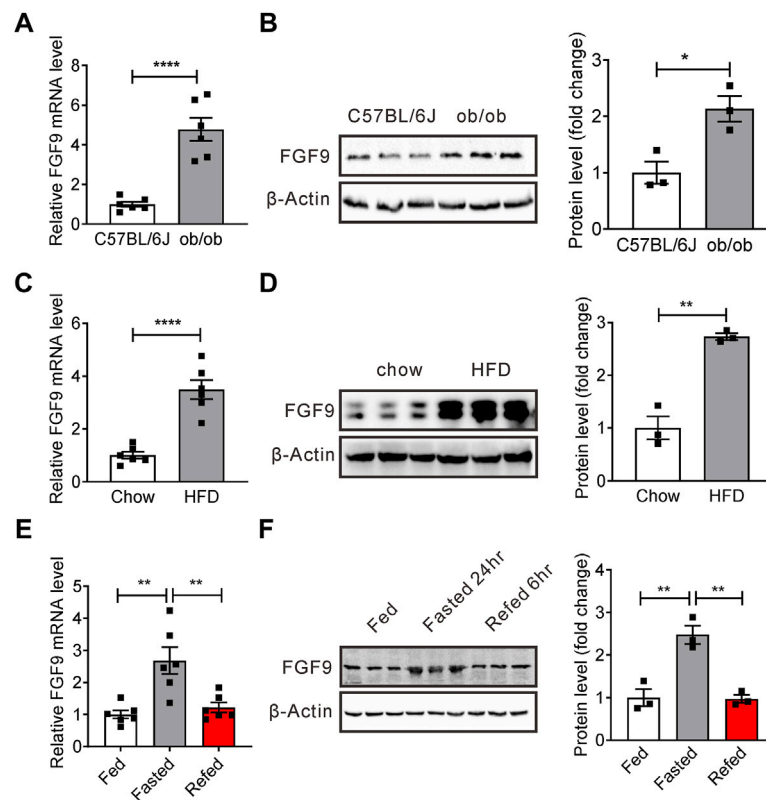 A
Relative FGF9 mRNA level
8
6
4
2
0
****
C57BL/6J ob/ob
B
C57BL/6J ob/ob
FGF9
β-Actin
Protein level (fold change)
3
2
1
0
*
C57BL/6J ob/ob
C
Relative FGF9 mRNA level
6
4
2
0
****
Chow HFD
D
chow HFD
FGF9
β-Actin
Protein level (fold change)
3
2
1
0
**
Chow HFD
E
Relative FGF9 mRNA level
5
4
3
2
1
0
** **
Fed Fasted Refed
F
Fed Fasted 24hr Refed 6hr
FGF9
β-Actin
Protein level (fold change)
4
3
2
1
0
** **
Fed Fasted Refed